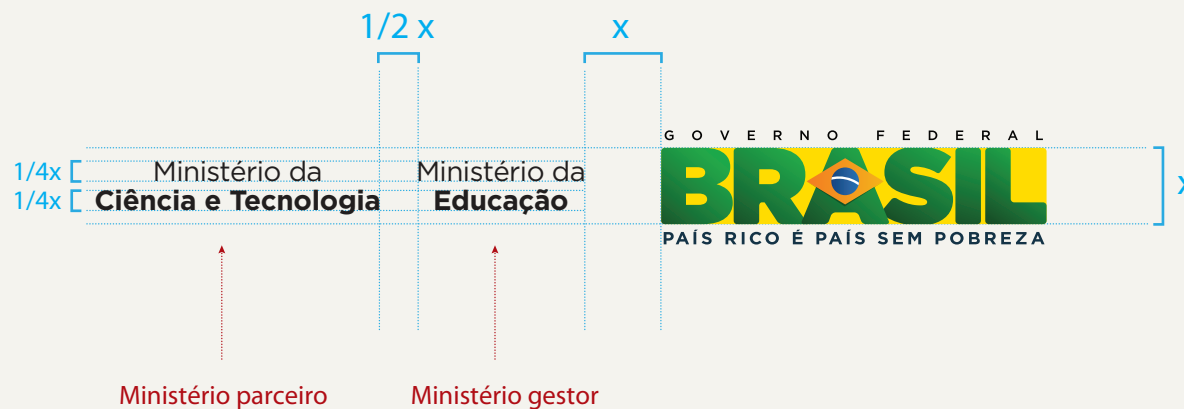 1/2 x
x
GOVERNO FEDERAL
1/4x
Ministério da
Ministério da
BRASIL
x
1/4x
Ciência e Tecnologia
Educação
PAÍS RICO É PAÍS SEM POBREZA
Ministério parceiro
Ministério gestor